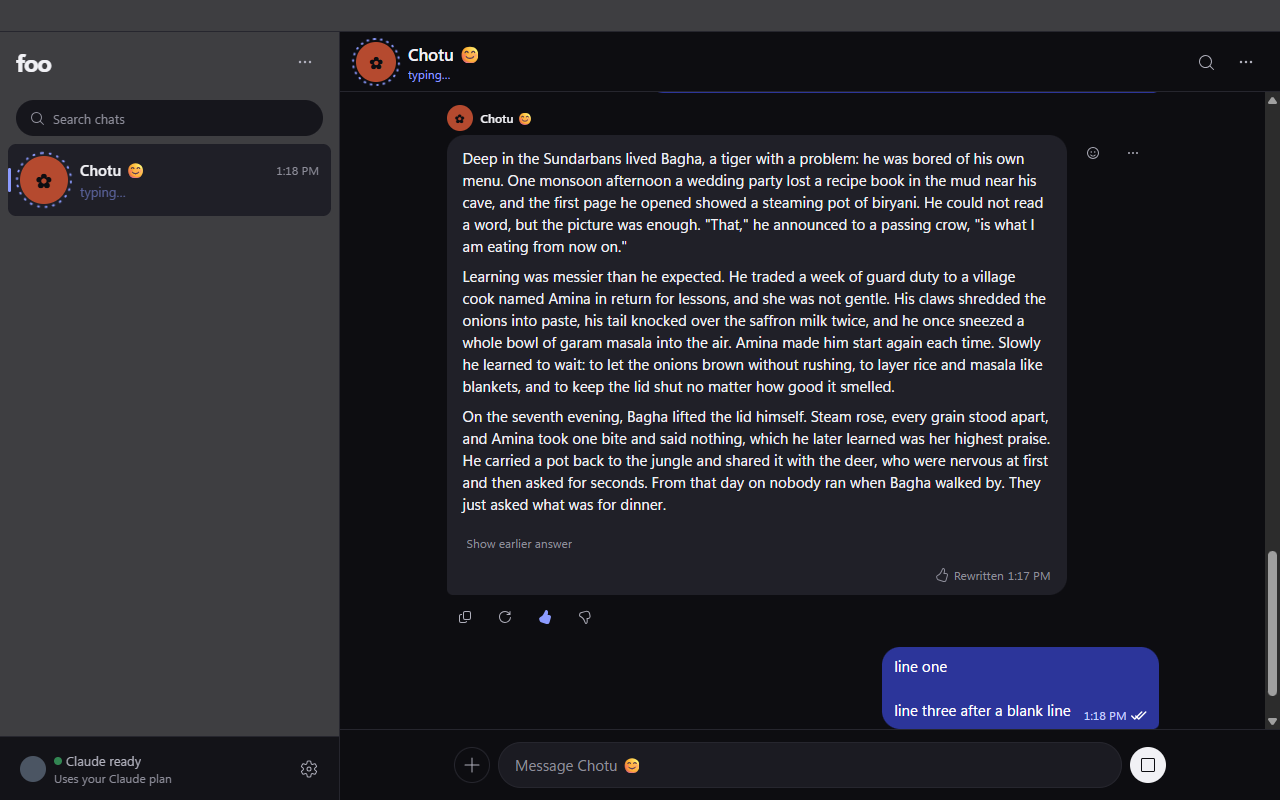 foo
Search chats
Chotu 😊
1:18 PM
typing...
Claude ready
Uses your Claude plan
Chotu 😊
typing...
Chotu 😊
Deep in the Sundarbans lived Bagha, a tiger with a problem: he was bored of his own
menu. One monsoon afternoon a wedding party lost a recipe book in the mud near his
cave, and the first page he opened showed a steaming pot of biryani. He could not read
a word, but the picture was enough. "That," he announced to a passing crow, "is what I
am eating from now on."
Learning was messier than he expected. He traded a week of guard duty to a village
cook named Amina in return for lessons, and she was not gentle. His claws shredded the
onions into paste, his tail knocked over the saffron milk twice, and he once sneezed a
whole bowl of garam masala into the air. Amina made him start again each time. Slowly
he learned to wait: to let the onions brown without rushing, to layer rice and masala like
blankets, and to keep the lid shut no matter how good it smelled.
On the seventh evening, Bagha lifted the lid himself. Steam rose, every grain stood apart,
and Amina took one bite and said nothing, which he later learned was her highest praise.
He carried a pot back to the jungle and shared it with the deer, who were nervous at first
and then asked for seconds. From that day on nobody ran when Bagha walked by. They
just asked what was for dinner.
Show earlier answer
Rewritten 1:17 PM
line one
line three after a blank line
1:18 PM
Message Chotu 😊